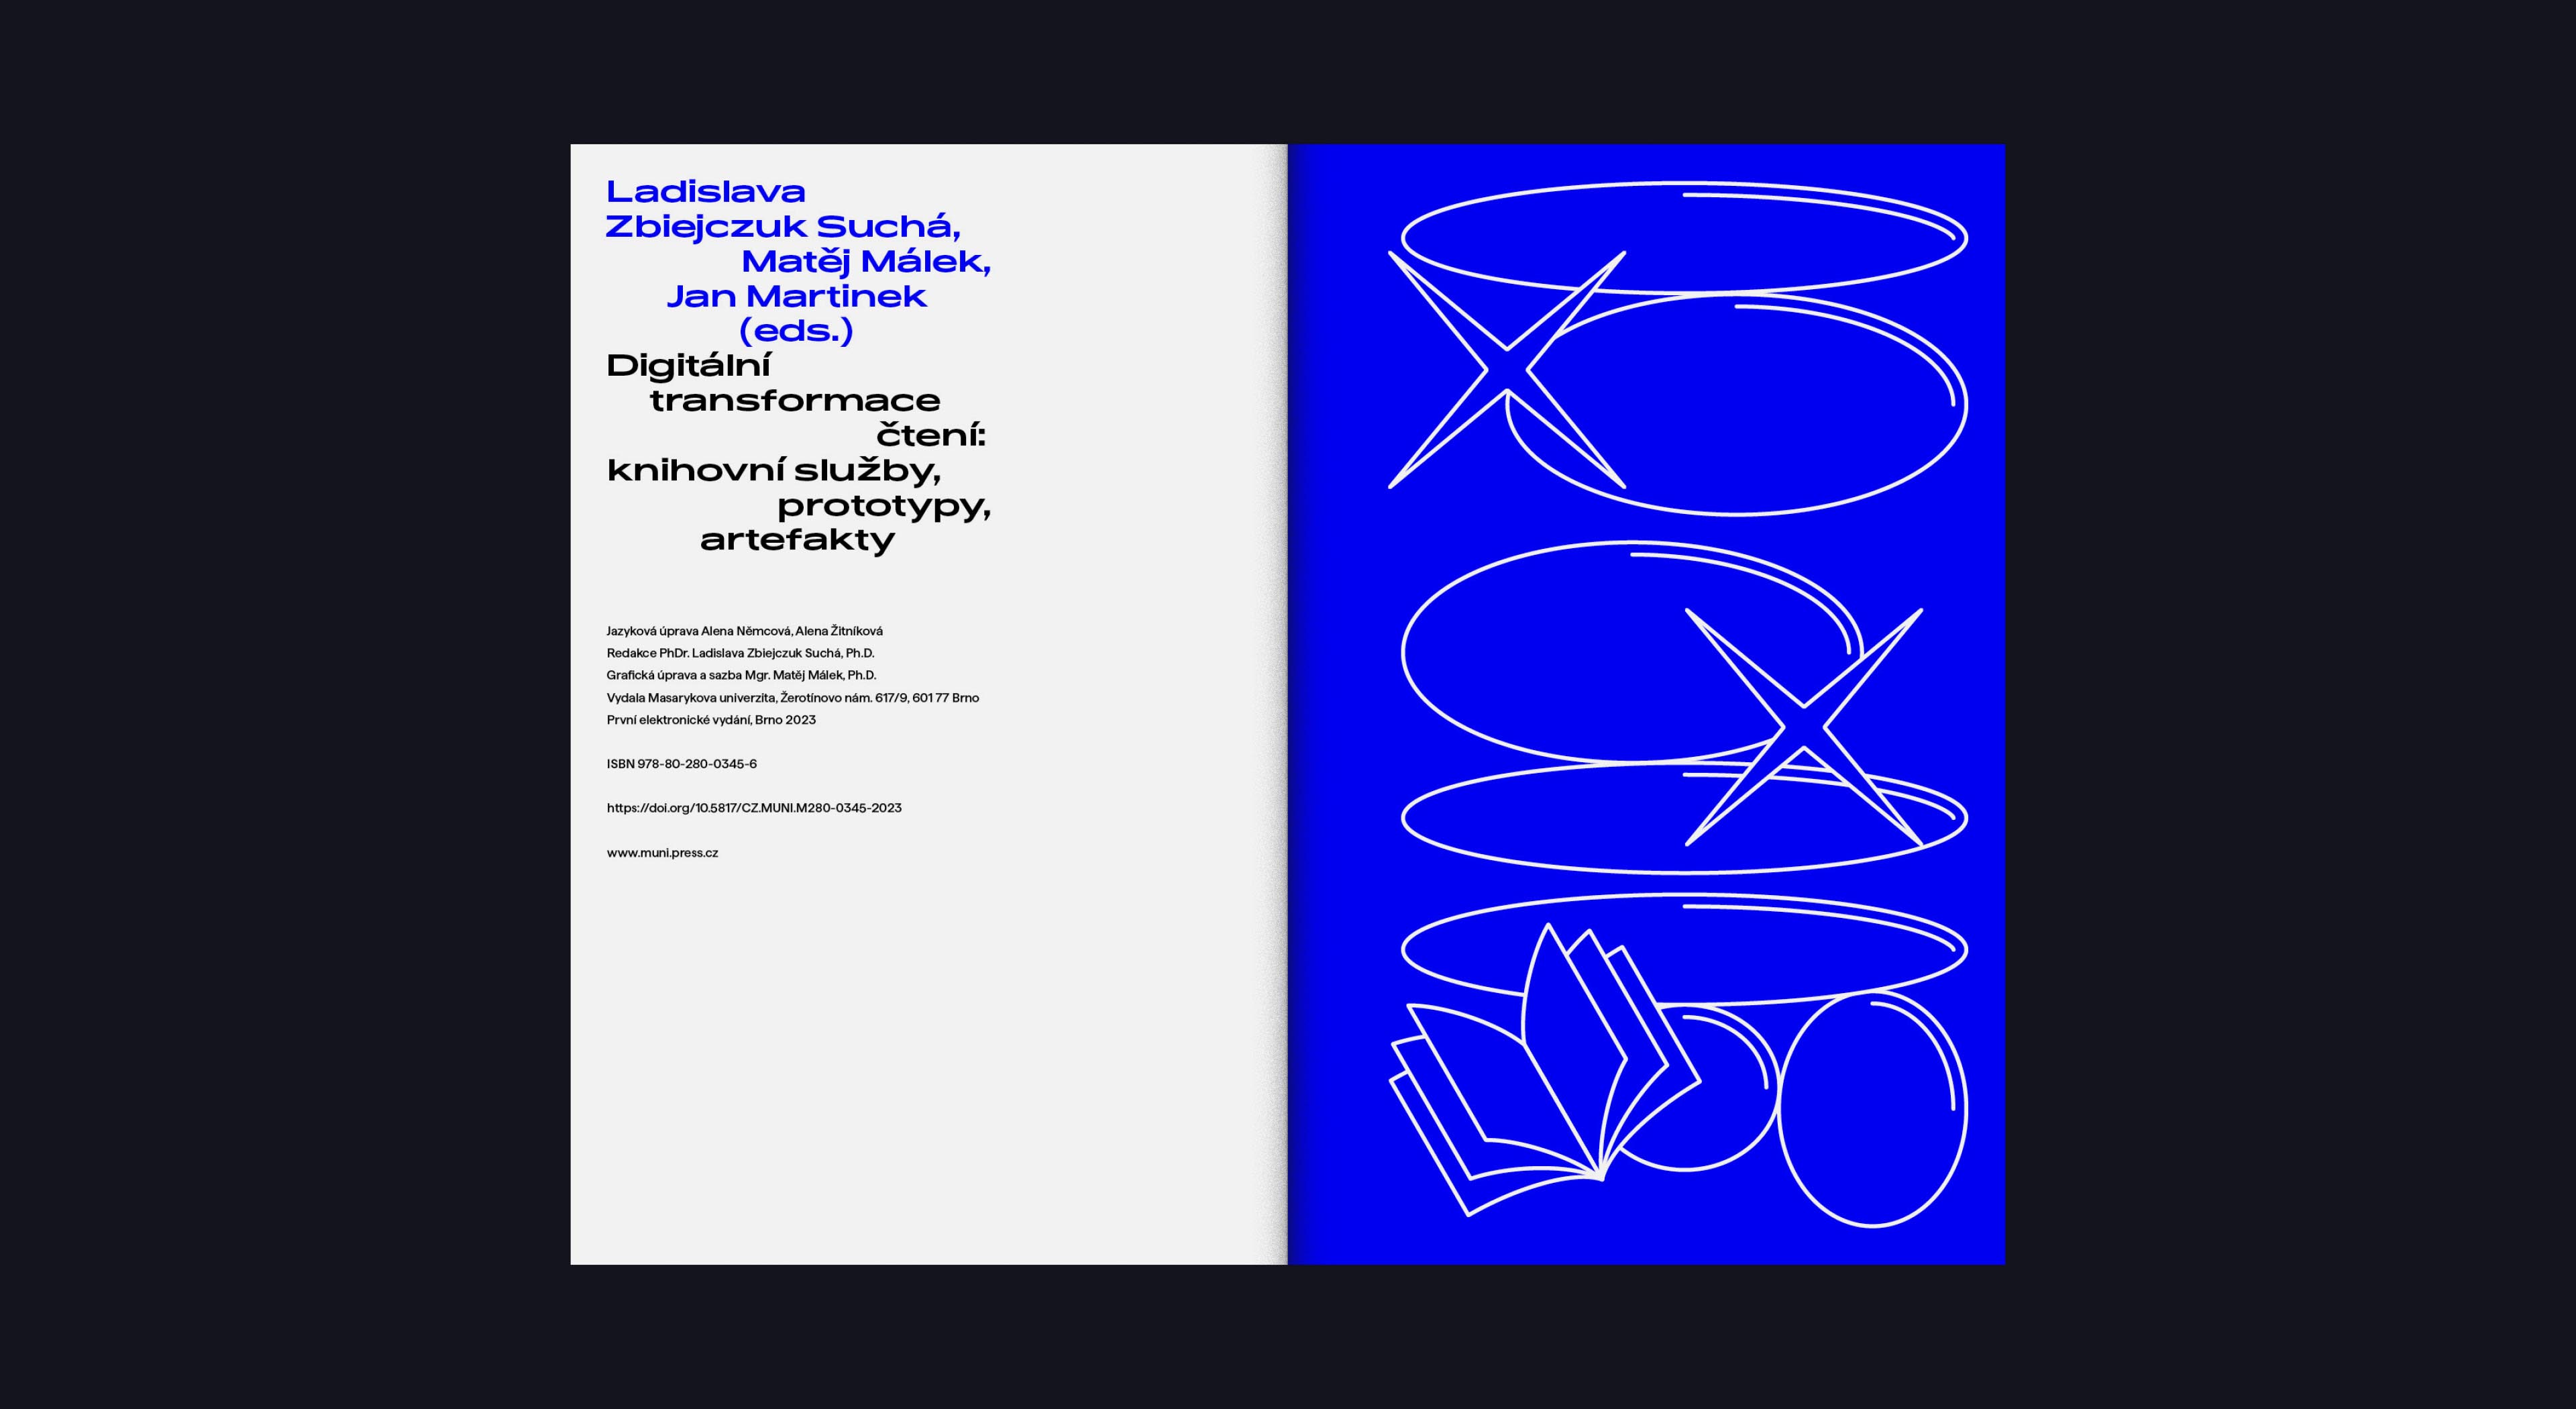 Ladislava
Zbiejczuk Suchá,
Matěj Málek,
Jan Martinek
(eds.)
Digitální
transformace
čtení:
knihovní služby,
prototypy,
artefakty
Jazyková úprava Alena Němcová, Alena Žitníková
Redakce PhDr. Ladislava Zbiejczuk Suchá, Ph.D.
Grafická úprava a sazba Mgr. Matěj Málek, Ph.D.
Vydala Masarykova univerzita, Žerotínovo nám. 617/9, 601 77 Brno
První elektronické vydání, Brno 2023
ISBN 978-80-280-0345-6
https://doi.org/10.5817/CZ.MUNI.M280-0345-2023
www.muni.press.cz